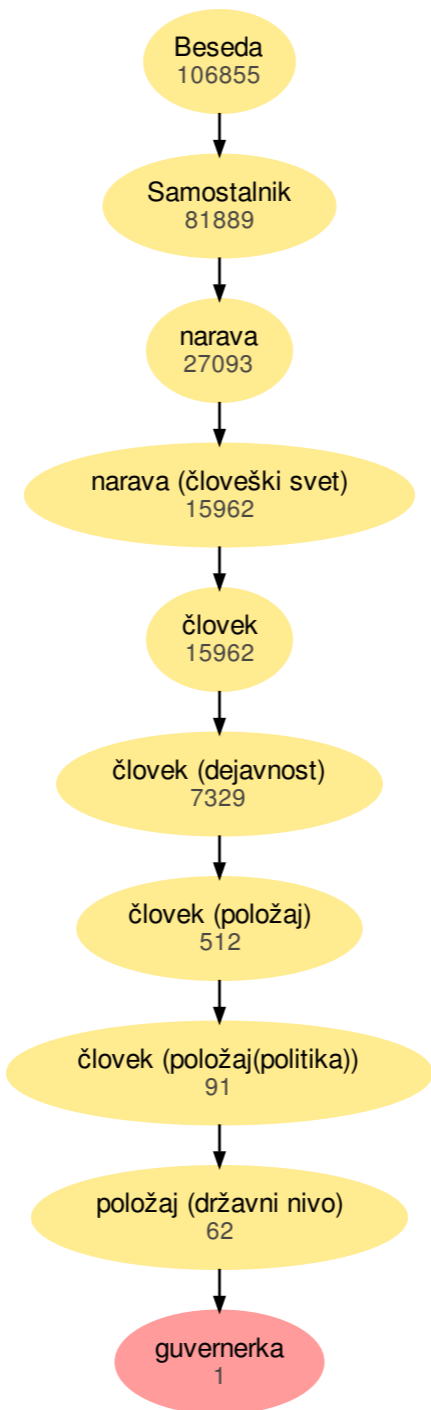 Beseda
106855
Samostalnik
81889
narava
27093
narava (človeški svet)
15962
človek
15962
človek (dejavnost)
7329
človek (položaj)
512
človek (položaj(politika))
91
položaj (državni nivo)
62
guvernerka
1